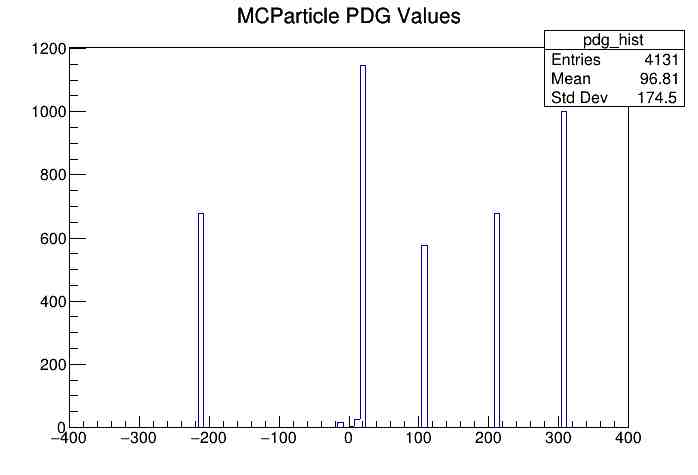 MCParticle PDG Values
pdg_hist
Entries 4131
Mean 96.81
Std Dev 174.5
1200
1000
800
600
400
200
0
−400 −300 −200 −100 0 100 200 300 400